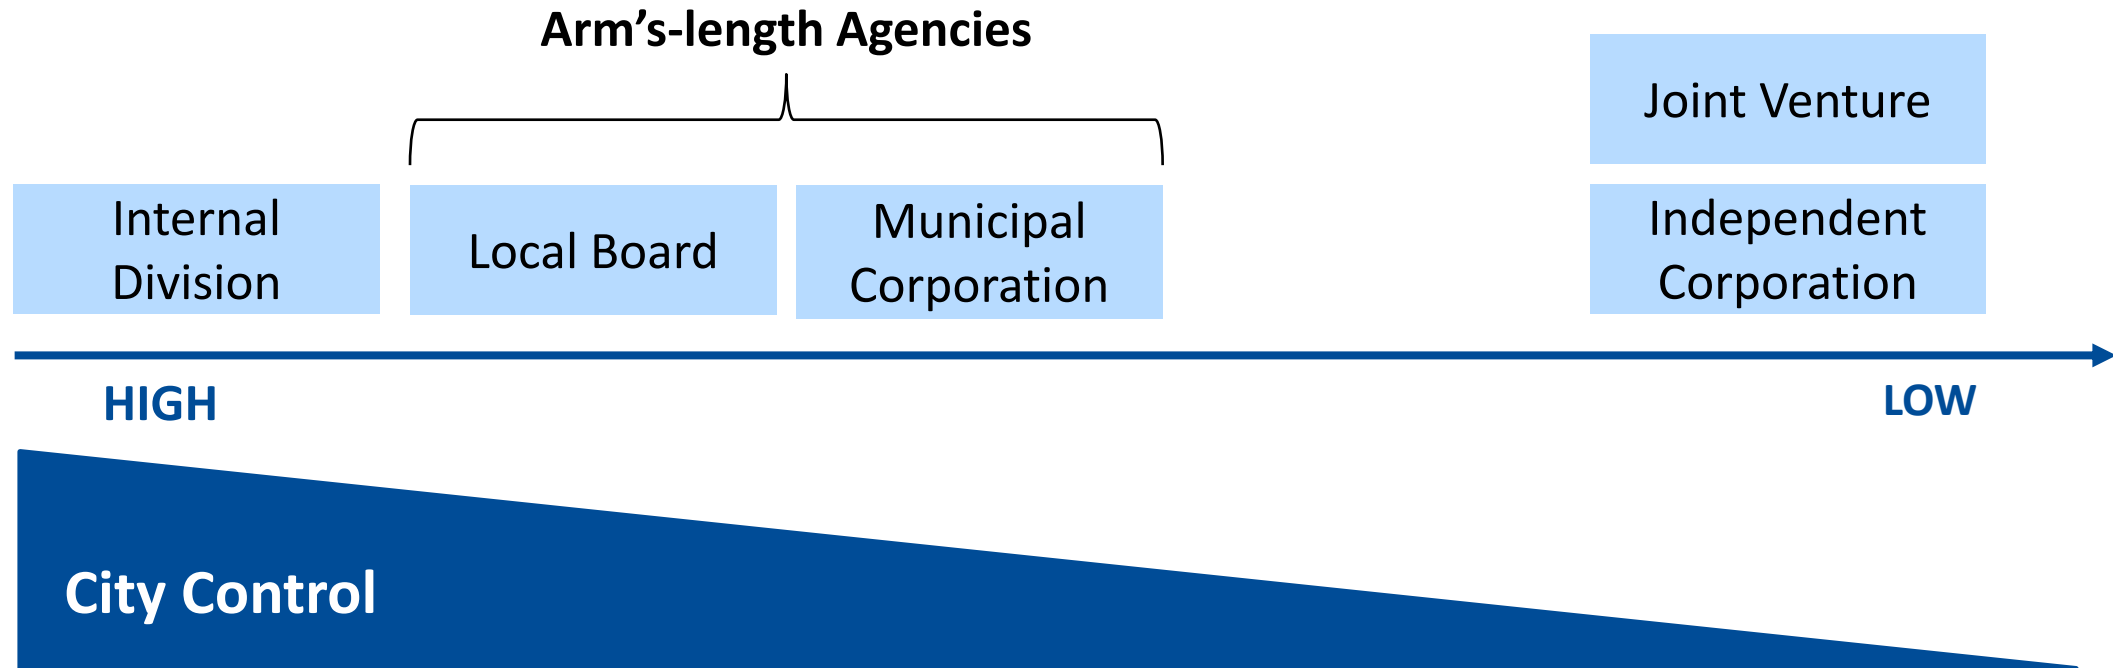 Arm’s-length Agencies
Joint Venture
Internal
Division
Local Board
Municipal
Corporation
Independent
Corporation
HIGH
LOW
City Control